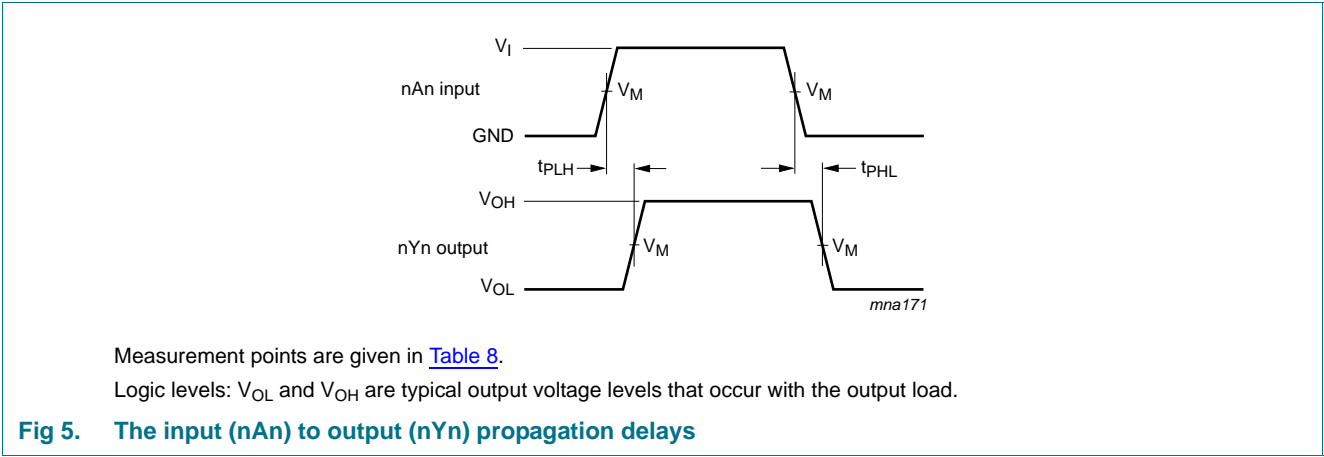 VI
nAn input
VM
VM
GND
tPLH
tPHL
VOH
nYn output
VM
VM
VOL
mna171
Measurement points are given in Table 8.
Logic levels: VOL and VOH are typical output voltage levels that occur with the output load.
Fig 5. The input (nAn) to output (nYn) propagation delays